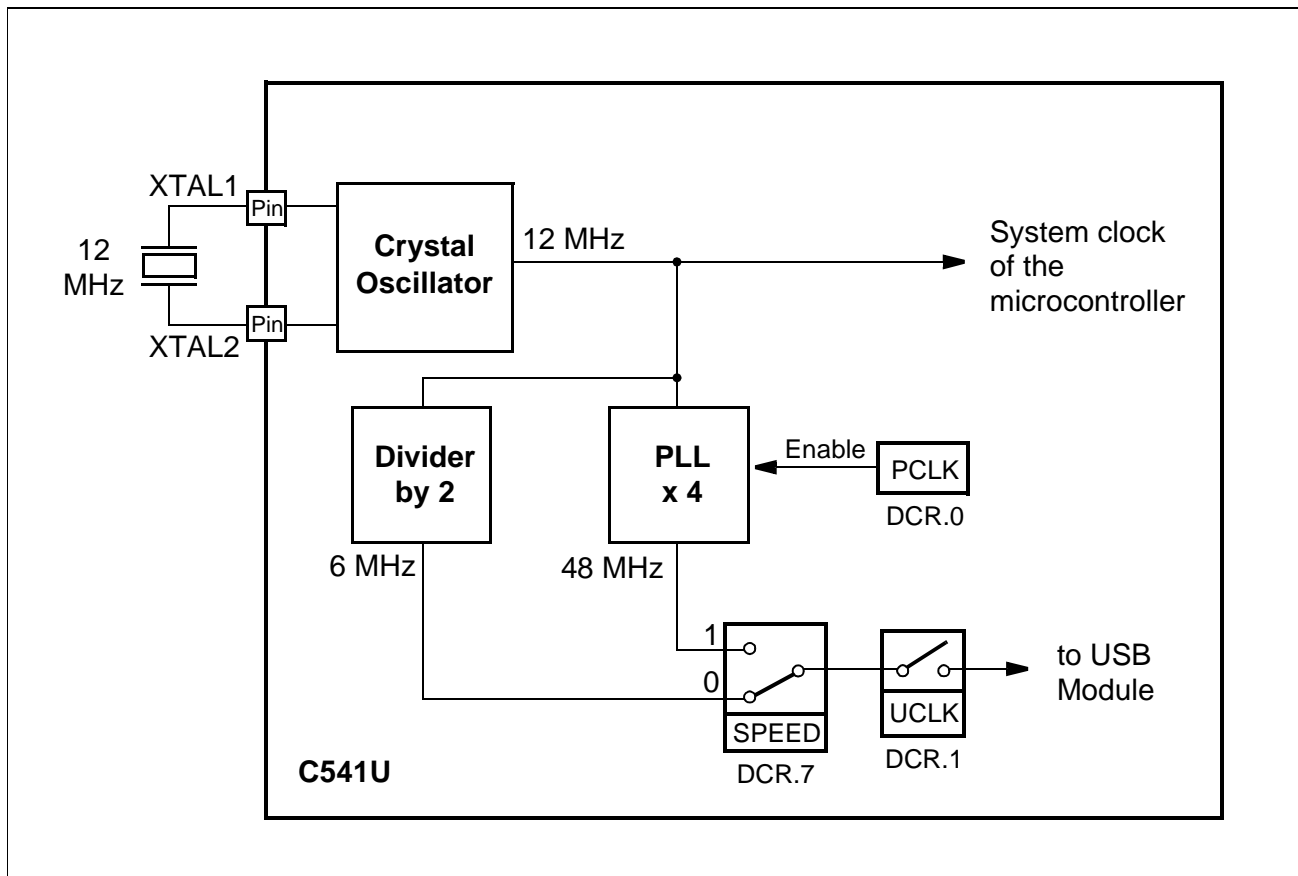 XTAL1
Pin
12
MHz
Pin
XTAL2
Crystal
Oscillator
12 MHz
System clock
of the
microcontroller
Divider
by 2
PLL
x 4
Enable
PCLK
DCR.0
6 MHz
48 MHz
1
0
SPEED
DCR.7
UCLK
DCR.1
to USB
Module
C541U